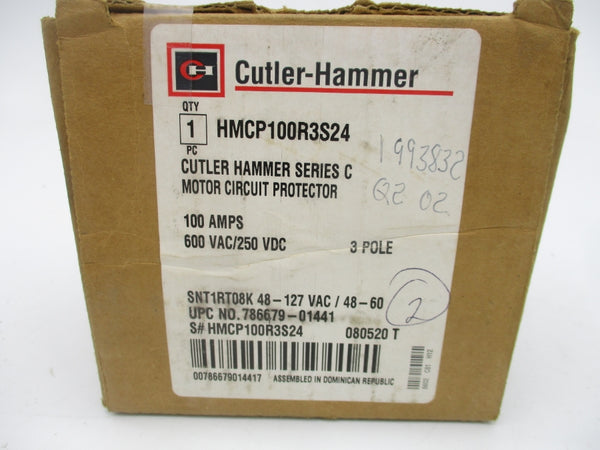 CH Cutler-Hammer
QTY
1 HMCP100R3S24
PC
CUTLER HAMMER SERIES C
MOTOR CIRCUIT PROTECTOR
1993832
Q2 02
100 AMPS
600 VAC/250 VDC 3 POLE
SNT1RT08K 48-127 VAC / 48-60
UPC NO. 786679-01441
S# HMCP100R3S24 080520 T
2
00786679014417 ASSEMBLED IN DOMINICAN REPUBLIC